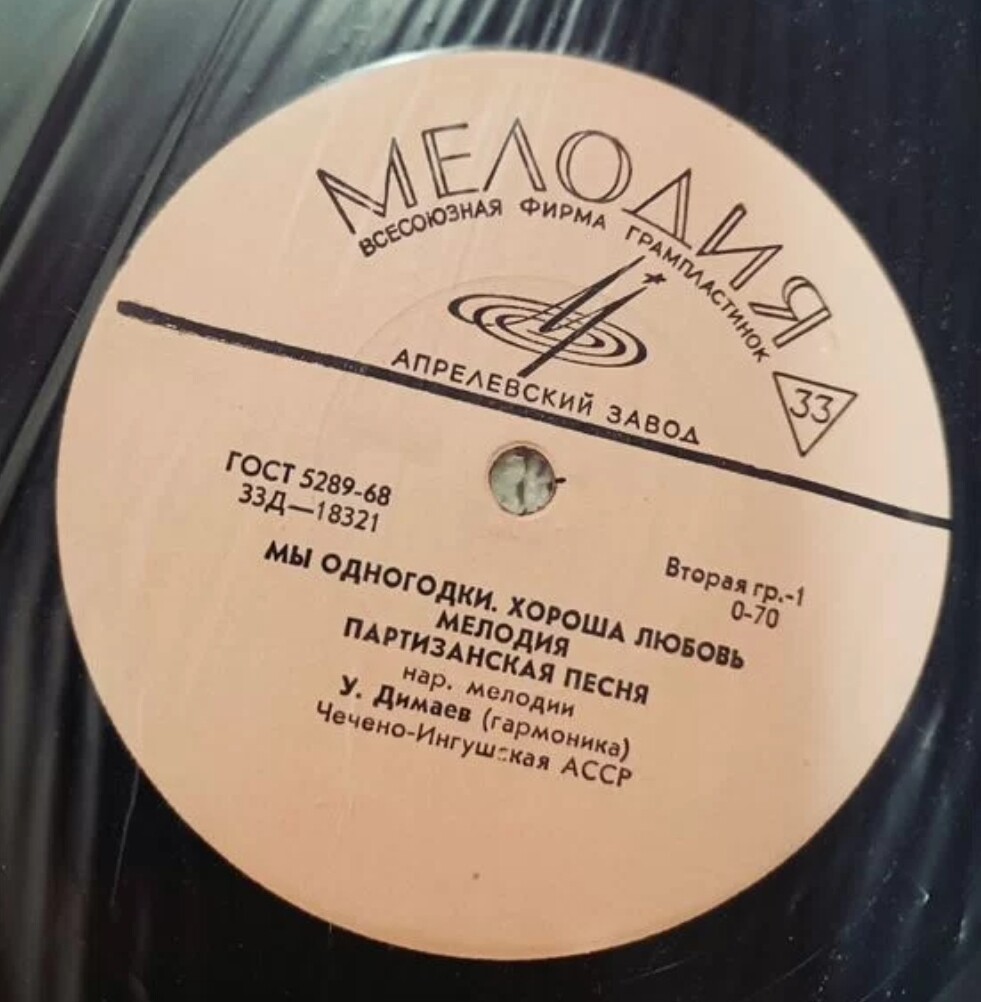 МЕЛОДИЯ
ВСЕСОЮЗНАЯ ФИРМА ГРАМПЛАСТИНОК
АПРЕЛЕВСКИЙ ЗАВОД
33
ГОСТ 5289-68
33Д—18321
Вторая гр.-1
0-70
МЫ ОДНОГОДКИ. ХОРОША ЛЮБОВЬ
МЕЛОДИЯ
ПАРТИЗАНСКАЯ ПЕСНЯ
нар. мелодии
У. Димаев (гармоника)
Чечено-Ингушская АССР